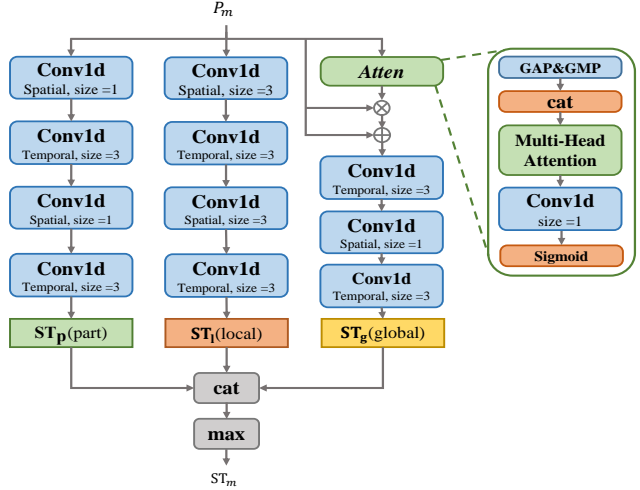 P_m
Conv1d
Spatial, size =1
Conv1d
Temporal, size =3
Conv1d
Spatial, size =1
Conv1d
Temporal, size =3
ST_p(part)
Conv1d
Spatial, size =3
Conv1d
Temporal, size =3
Conv1d
Spatial, size =3
Conv1d
Temporal, size =3
ST_l(local)
Atten
Conv1d
Temporal, size =3
Conv1d
Spatial, size =1
Conv1d
Temporal, size =3
ST_g(global)
GAP&GMP
cat
Multi-Head
Attention
Conv1d
size =1
Sigmoid
cat
max
ST_m